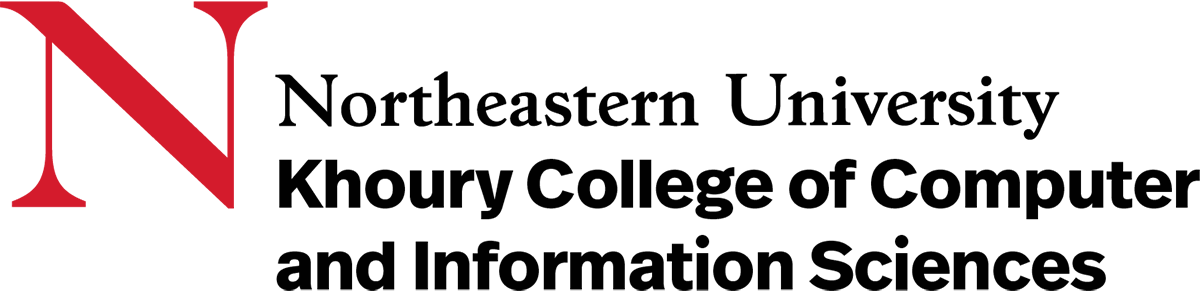 N
Northeastern University
Khoury College of Computer
and Information Sciences